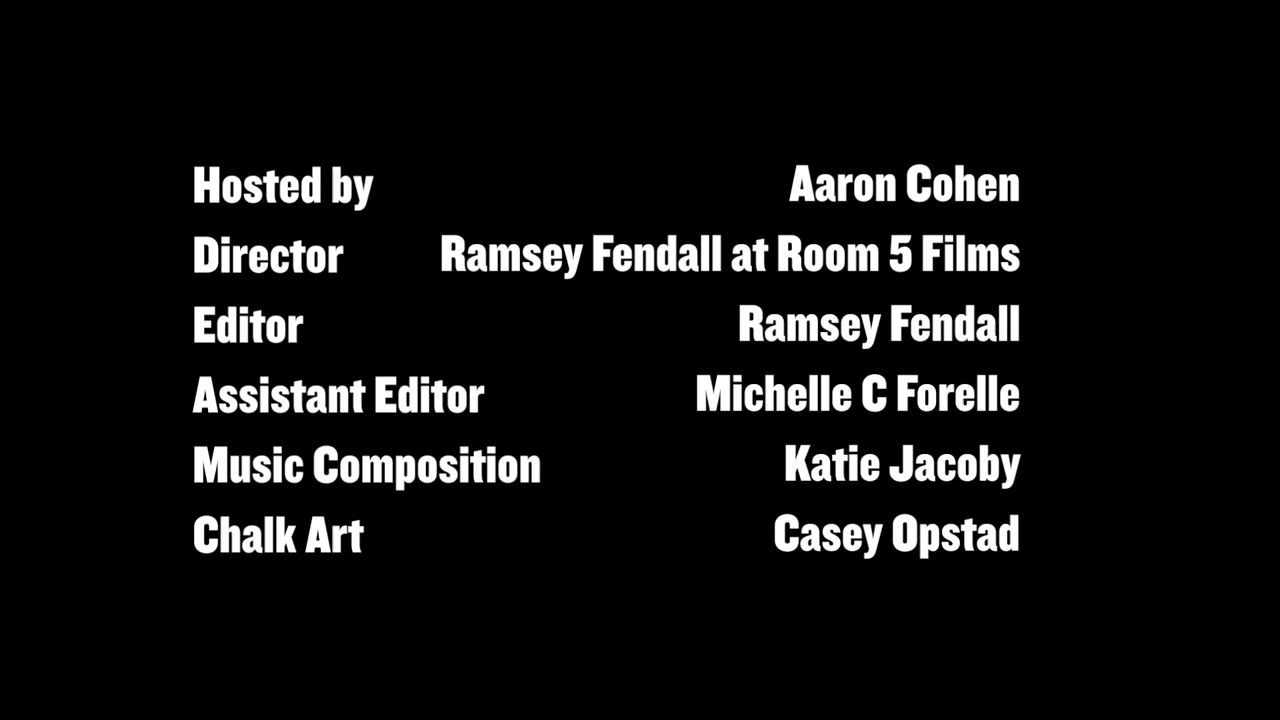 Hosted by Aaron Cohen
Director Ramsey Fendall at Room 5 Films
Editor Ramsey Fendall
Assistant Editor Michelle C Forelle
Music Composition Katie Jacoby
Chalk Art Casey Opstad